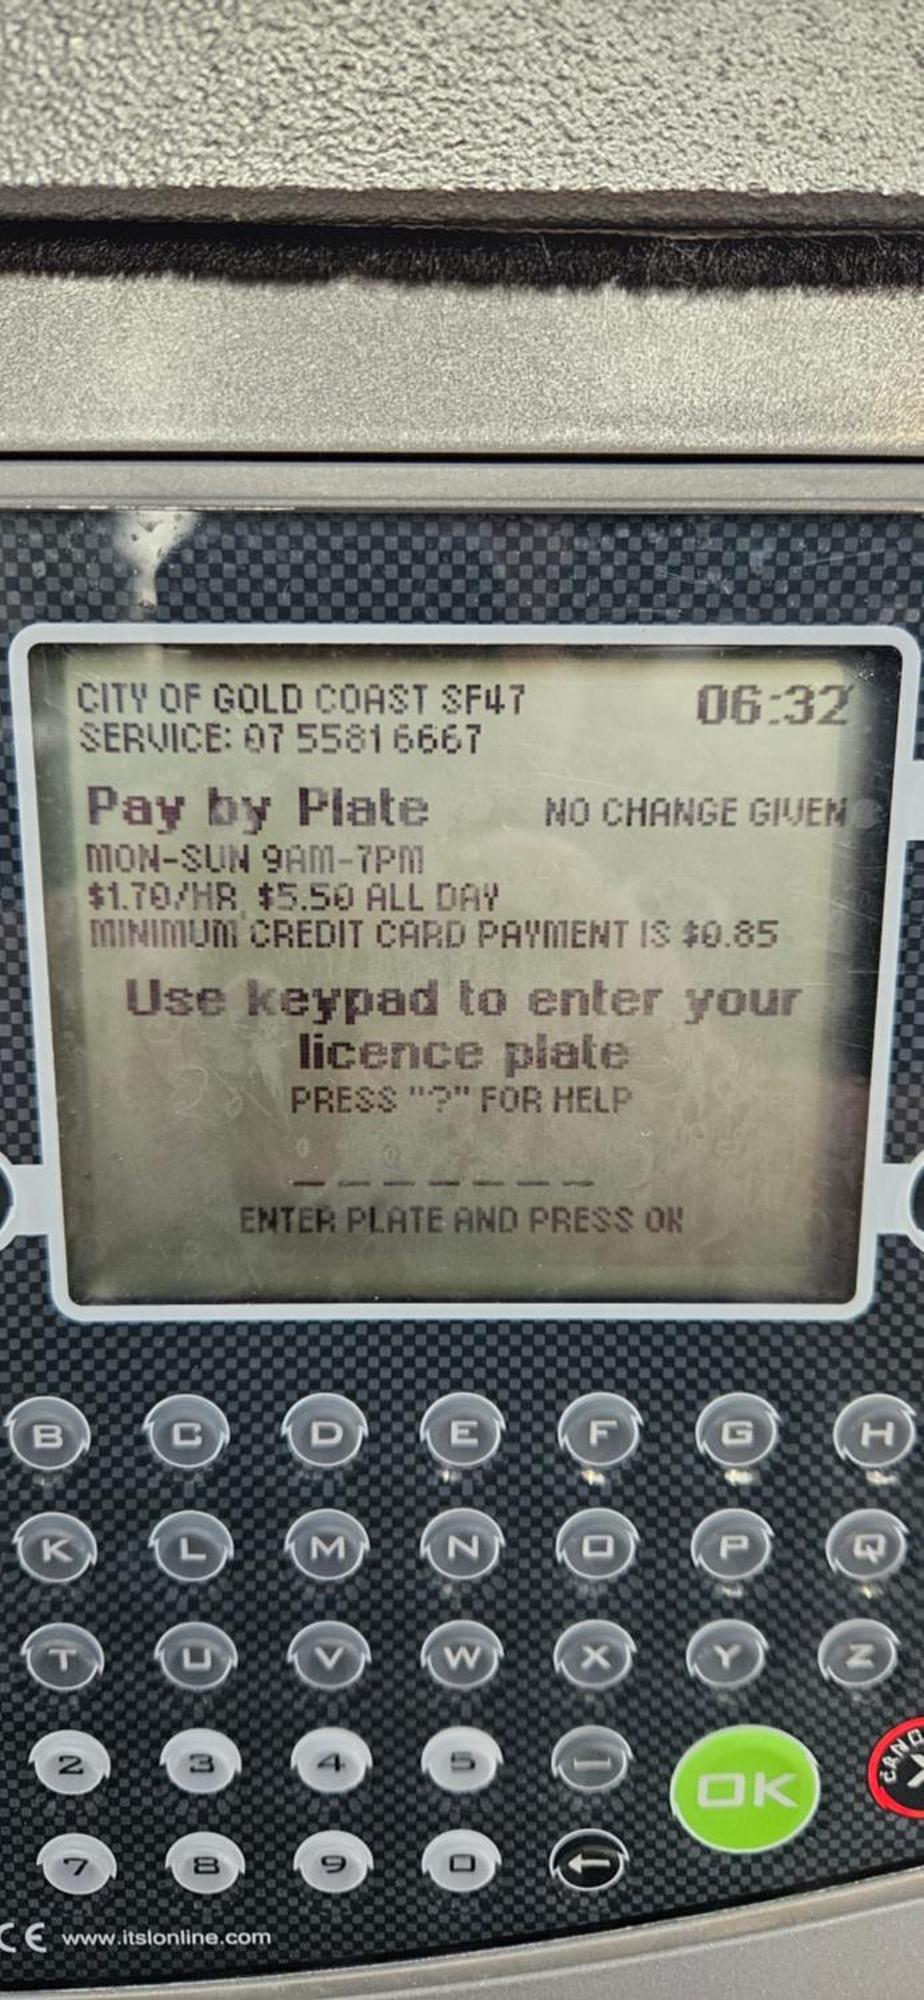 CITY OF GOLD COAST SF47 06:32
SERVICE: 07 5581 6667
Pay by Plate NO CHANGE GIVEN
MON-SUN 9AM-7PM
$1.70/HR $5.50 ALL DAY
MINIMUM CREDIT CARD PAYMENT IS $0.85
Use keypad to enter your
licence plate
PRESS "?" FOR HELP
ENTER PLATE AND PRESS OK
B C D E F G H
K L M N O P Q
T U V W X Y Z
2 3 4 5 — OK
7 8 9 0 ←
CE www.itslonline.com